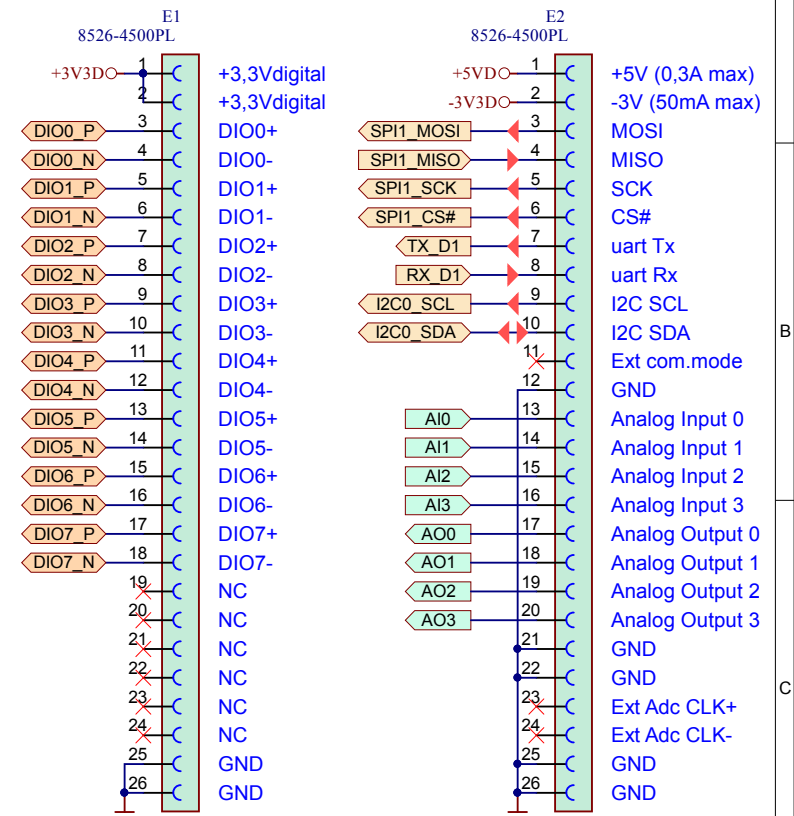 E1
8526-4500PL
+3V3D 1 +3,3Vdigital
2 +3,3Vdigital
DIO0_P 3 DIO0+
DIO0_N 4 DIO0-
DIO1_P 5 DIO1+
DIO1_N 6 DIO1-
DIO2_P 7 DIO2+
DIO2_N 8 DIO2-
DIO3_P 9 DIO3+
DIO3_N 10 DIO3-
DIO4_P 11 DIO4+
DIO4_N 12 DIO4-
DIO5_P 13 DIO5+
DIO5_N 14 DIO5-
DIO6_P 15 DIO6+
DIO6_N 16 DIO6-
DIO7_P 17 DIO7+
DIO7_N 18 DIO7-
19 NC
20 NC
21 NC
22 NC
23 NC
24 NC
25 GND
26 GND
E2
8526-4500PL
+5VD 1 +5V (0,3A max)
-3V3D 2 -3V (50mA max)
SPI1_MOSI 3 MOSI
SPI1_MISO 4 MISO
SPI1_SCK 5 SCK
SPI1_CS# 6 CS#
TX_D1 7 uart Tx
RX_D1 8 uart Rx
I2C0_SCL 9 I2C SCL
I2C0_SDA 10 I2C SDA
11 Ext com.mode
12 GND
AI0 13 Analog Input 0
AI1 14 Analog Input 1
AI2 15 Analog Input 2
AI3 16 Analog Input 3
AO0 17 Analog Output 0
AO1 18 Analog Output 1
AO2 19 Analog Output 2
AO3 20 Analog Output 3
21 GND
22 GND
23 Ext Adc CLK+
24 Ext Adc CLK-
25 GND
26 GND
B
C